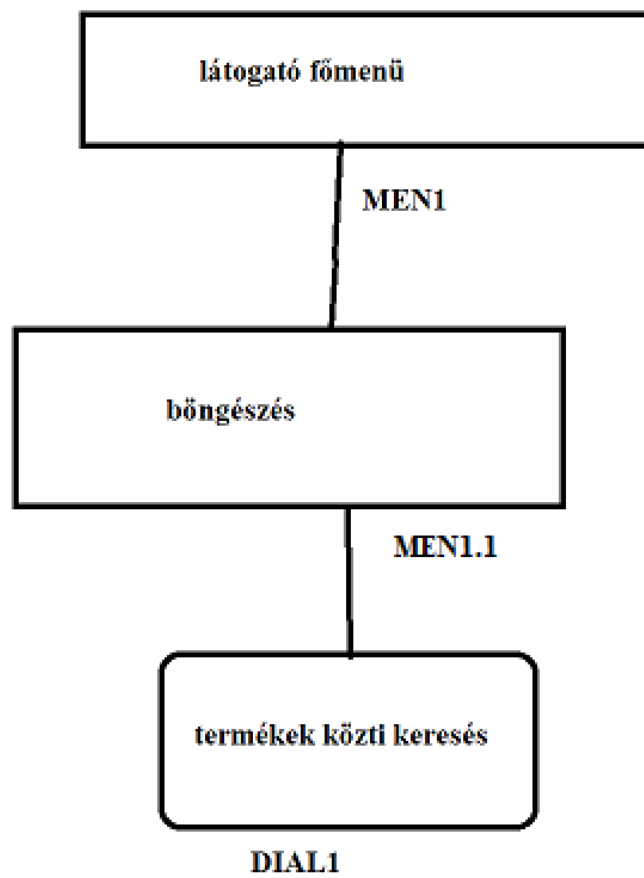 látogató főmenü
MEN1
böngészés
MEN1.1
termékek közti keresés
DIAL1